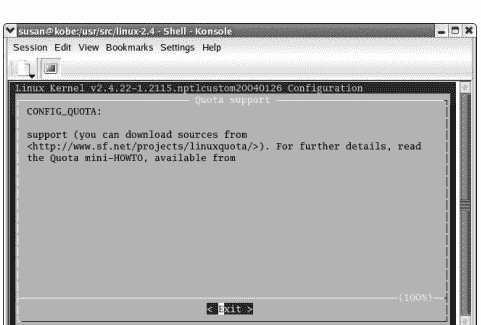 susan@kobe:/usr/src/linux-2.4 - Shell - Konsole
Session Edit View Bookmarks Settings Help
Linux Kernel v2.4.22-1.2115.nptlcustom20040126 Configuration
Quota support
CONFIG_QUOTA:
support (you can download sources from
<http://www.sf.net/projects/linuxquota/>). For further details, read
the Quota mini-HOWTO, available from
(100%)
< Exit >